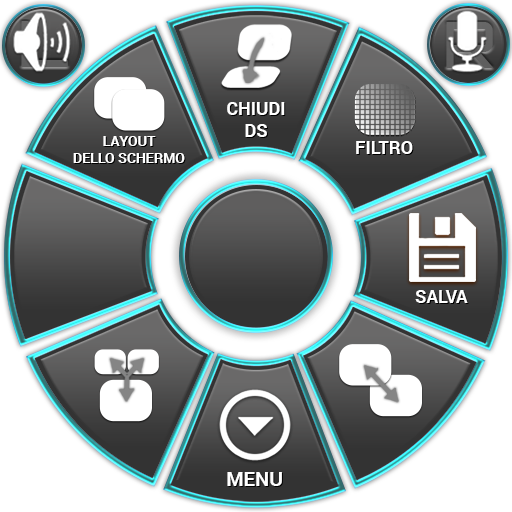 CHIUDI
DS
LAYOUT
DELLO SCHERMO
FILTRO
SALVA
MENU